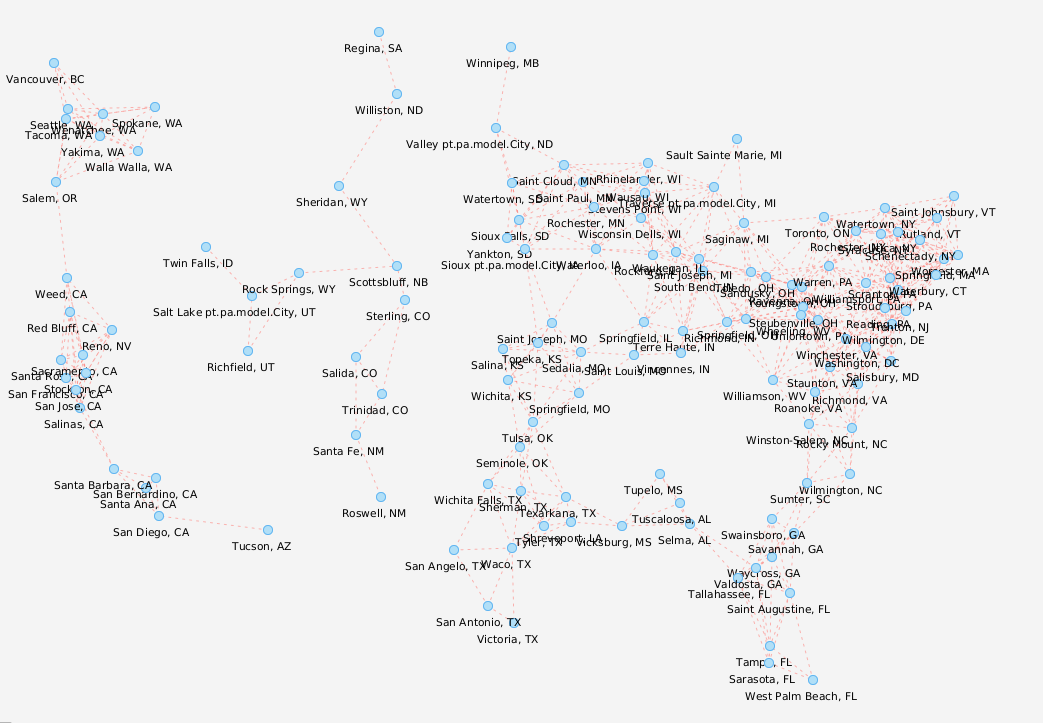 Regina, SA
Winnipeg, MB
Vancouver, BC
Williston, ND
Seattle, WA
Spokane, WA
Wenatchee, WA
Tacoma, WA
Yakima, WA
Walla Walla, WA
Valley pt.pa.model.City, ND
Sault Sainte Marie, MI
Salem, OR
Sheridan, WY
Saint Cloud, MN
Rhinelander, WI
Watertown, SD
Saint Paul, MN
Wausau, WI
Traverse pt.pa.model.City, MI
Stevens Point, WI
Saint Johnsbury, VT
Rochester, MN
Watertown, NY
Sioux Falls, SD
Wisconsin Dells, WI
Saginaw, MI
Toronto, ON
Rutland, VT
Rochester, NY
Syracuse, NY
Yankton, SD
Schenectady, NY
Twin Falls, ID
Sioux pt.pa.model.City, IA
Waterloo, IA
Waukegan, IL
Rockford, IL
Saint Joseph, MI
Worcester, MA
Springfield, MA
Scottsbluff, NB
Rock Springs, WY
South Bend, IN
Toledo, OH
Warren, PA
Weed, CA
Sandusky, OH
Scranton, PA
Waterbury, CT
Ravenna, OH
Youngstown, OH
Williamsport, PA
Stroudsburg, PA
Salt Lake pt.pa.model.City, UT
Sterling, CO
Red Bluff, CA
Steubenville, OH
Reading, PA
Trenton, NJ
Wheeling, WV
Reno, NV
Saint Joseph, MO
Springfield, IL
Springfield, OH
Richmond, IN
Uniontown, PA
Wilmington, DE
Terre Haute, IN
Winchester, VA
Topeka, KS
Richfield, UT
Salina, KS
Sedalia, MO
Saint Louis, MO
Vincennes, IN
Washington, DC
Sacramento, CA
Santa Rosa, CA
Salida, CO
Salisbury, MD
Staunton, VA
Stockton, CA
San Francisco, CA
Wichita, KS
Williamson, WV
Richmond, VA
San Jose, CA
Trinidad, CO
Springfield, MO
Roanoke, VA
Salinas, CA
Tulsa, OK
Winston-Salem, NC
Rocky Mount, NC
Santa Fe, NM
Seminole, OK
Santa Barbara, CA
San Bernardino, CA
Tupelo, MS
Wilmington, NC
Wichita Falls, TX
Sumter, SC
Santa Ana, CA
Sherman, TX
Roswell, NM
Texarkana, TX
Tuscaloosa, AL
San Diego, CA
Swainsboro, GA
Shreveport, LA
Tucson, AZ
Tyler, TX
Vicksburg, MS
Selma, AL
Savannah, GA
San Angelo, TX
Waco, TX
Waycross, GA
Valdosta, GA
Tallahassee, FL
Saint Augustine, FL
San Antonio, TX
Victoria, TX
Tampa, FL
Sarasota, FL
West Palm Beach, FL